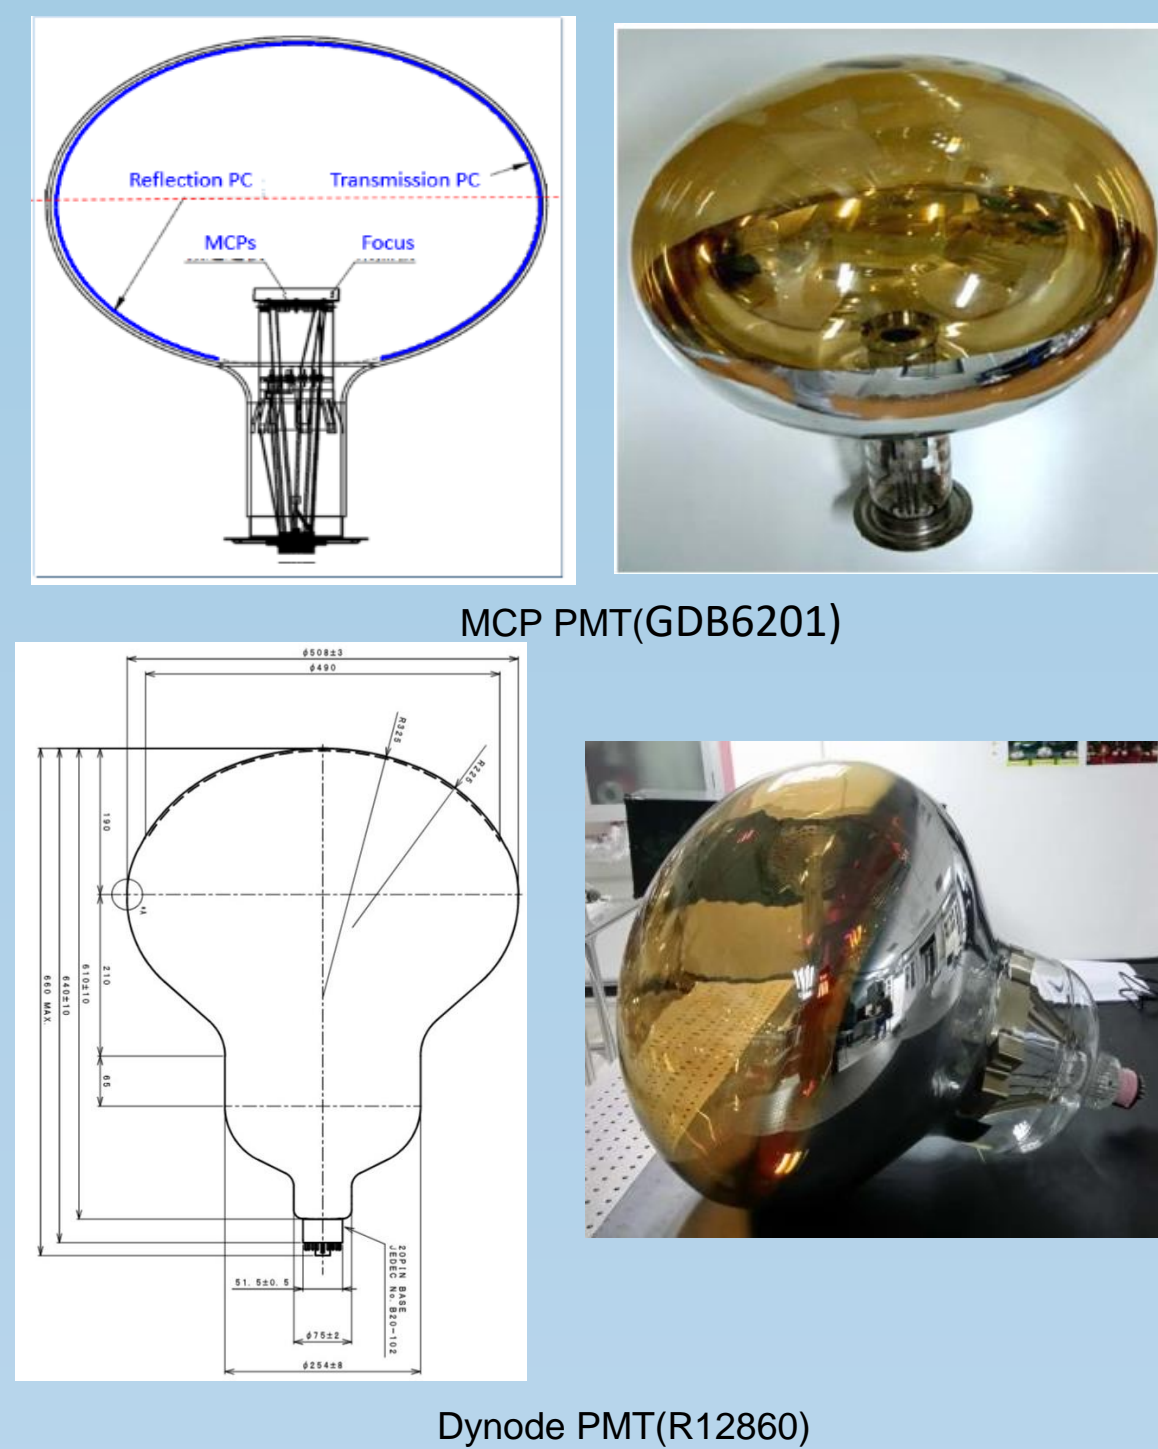 Reflection PC
Transmission PC
MCPs
Focus
MCP PMT(GDB6201)
ϕ508±3
ϕ490
R325
R225
190
*A
210
65
610±10
640±10
660 MAX.
20PIN BASE
JEDEC No. B20-102
51.5±0.5
ϕ75±2
ϕ254±8
Dynode PMT(R12860)